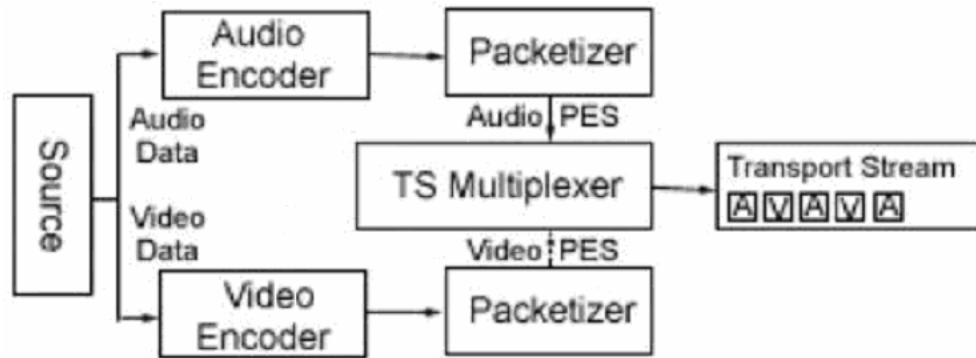 Source
Audio
Data
Video
Data
Audio
Encoder
Packetizer
Audio PES
TS Multiplexer
Video PES
Video
Encoder
Packetizer
Transport Stream
A V A V A